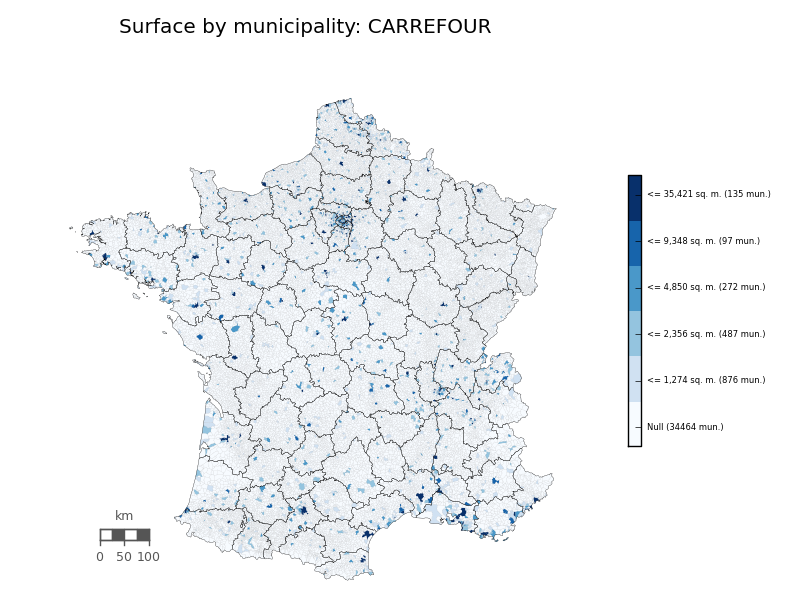 Surface by municipality: CARREFOUR
<= 35,421 sq. m. (135 mun.)
<= 9,348 sq. m. (97 mun.)
<= 4,850 sq. m. (272 mun.)
<= 2,356 sq. m. (487 mun.)
<= 1,274 sq. m. (876 mun.)
Null (34464 mun.)
km
0 50 100